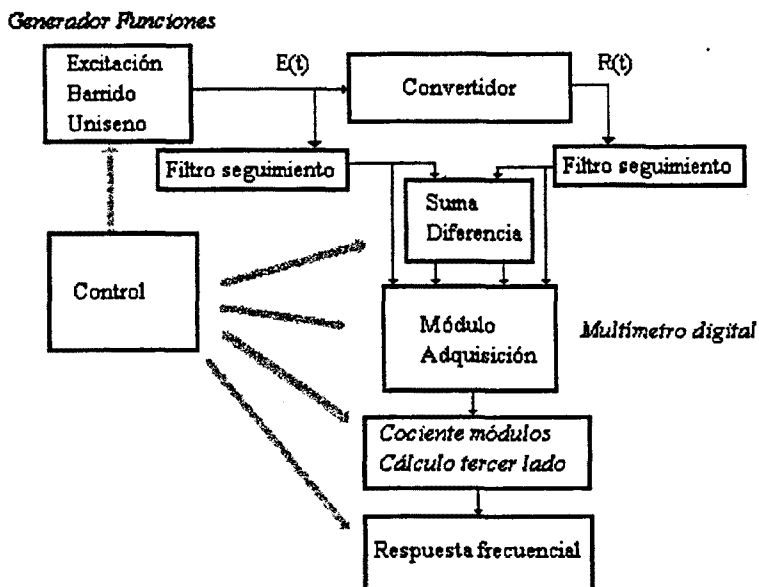 Generador Funciones
Excitación
Barrido
Uniseno
E(t)
Convertidor
R(t)
Filtro seguimiento
Filtro seguimiento
Suma
Diferencia
Control
Módulo
Adquisición
Multímetro digital
Cociente módulos
Cálculo tercer lado
Respuesta frecuencial